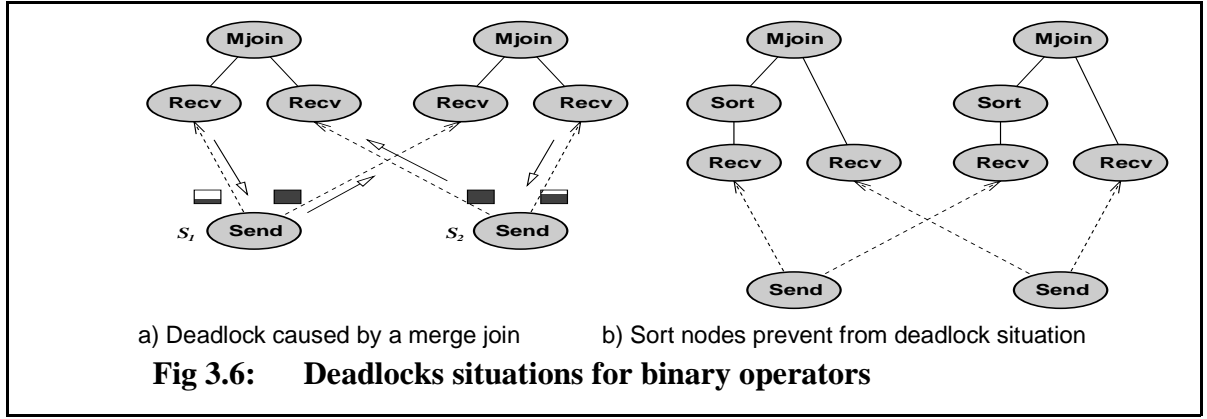 Mjoin Mjoin Mjoin Mjoin
Recv Recv Recv Recv Sort Sort
Recv Recv Recv Recv
S1 Send S2 Send
Send Send
a) Deadlock caused by a merge join b) Sort nodes prevent from deadlock situation
Fig 3.6: Deadlocks situations for binary operators